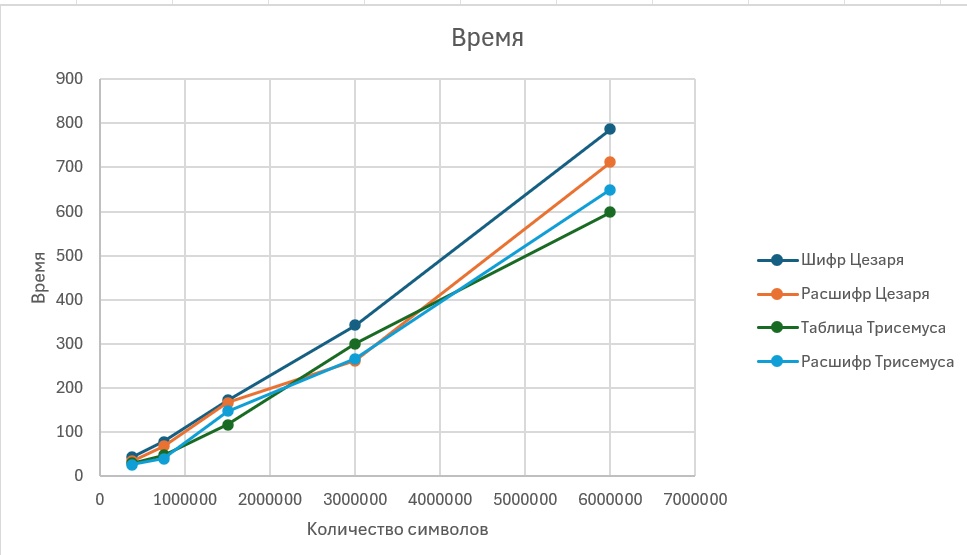 Время
900
800
700
600
500
400
300
200
100
0
Время
0 1000000 2000000 3000000 4000000 5000000 6000000 7000000
Количество символов
Шифр Цезаря
Расшифр Цезаря
Таблица Трисемуса
Расшифр Трисемуса